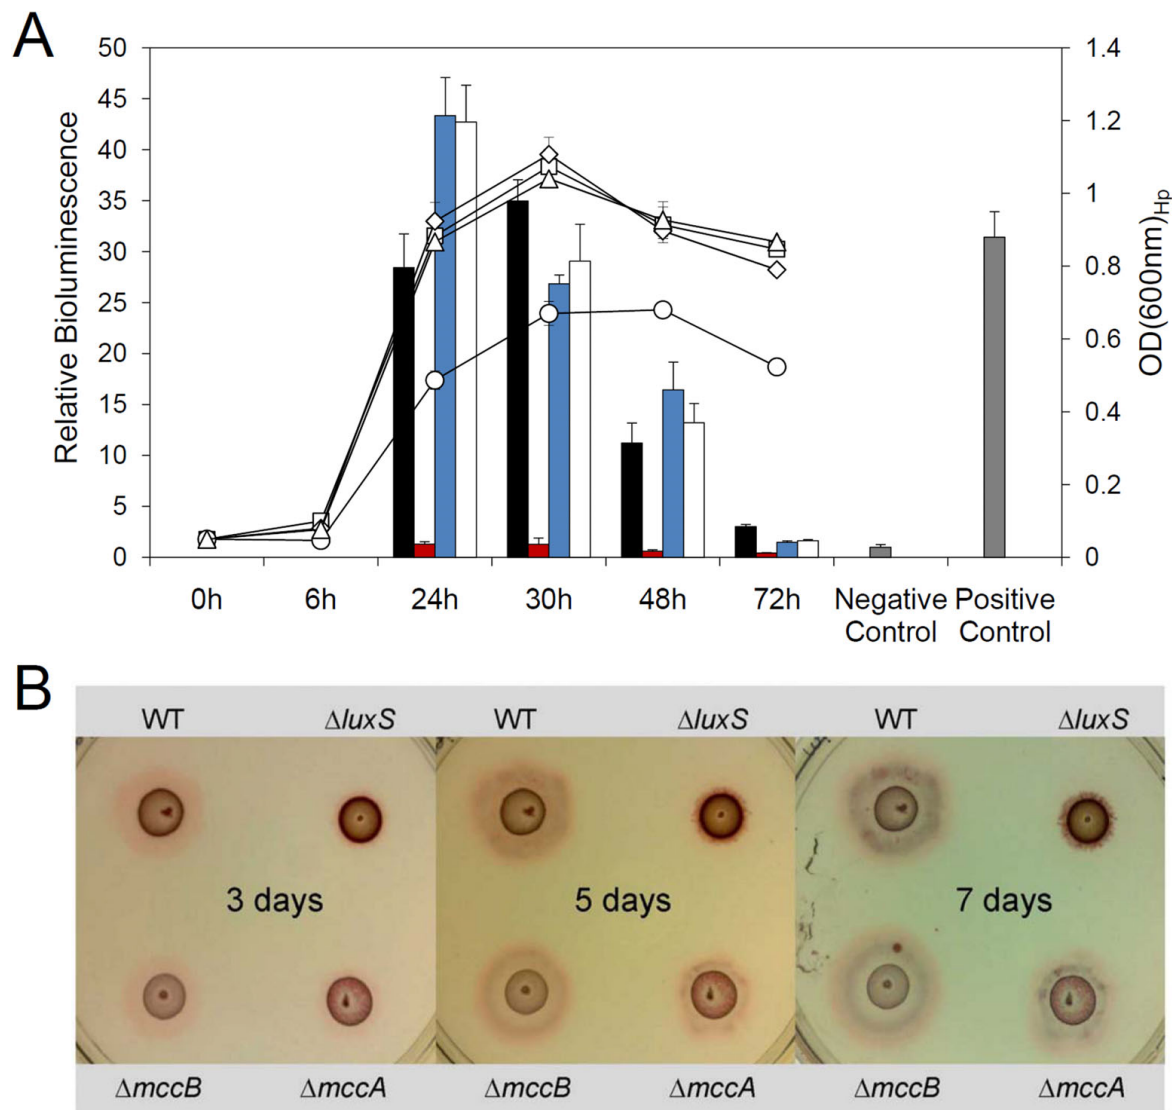 A
50
45
40
35
30
25
20
15
10
5
0
Relative Bioluminescence
1.4
1.2
1
0.8
0.6
0.4
0.2
0
OD(600nm)Hp
0h 6h 24h 30h 48h 72h Negative Positive
Control Control
B
WT ΔluxS WT ΔluxS WT ΔluxS
3 days 5 days 7 days
ΔmccB ΔmccA ΔmccB ΔmccA ΔmccB ΔmccA